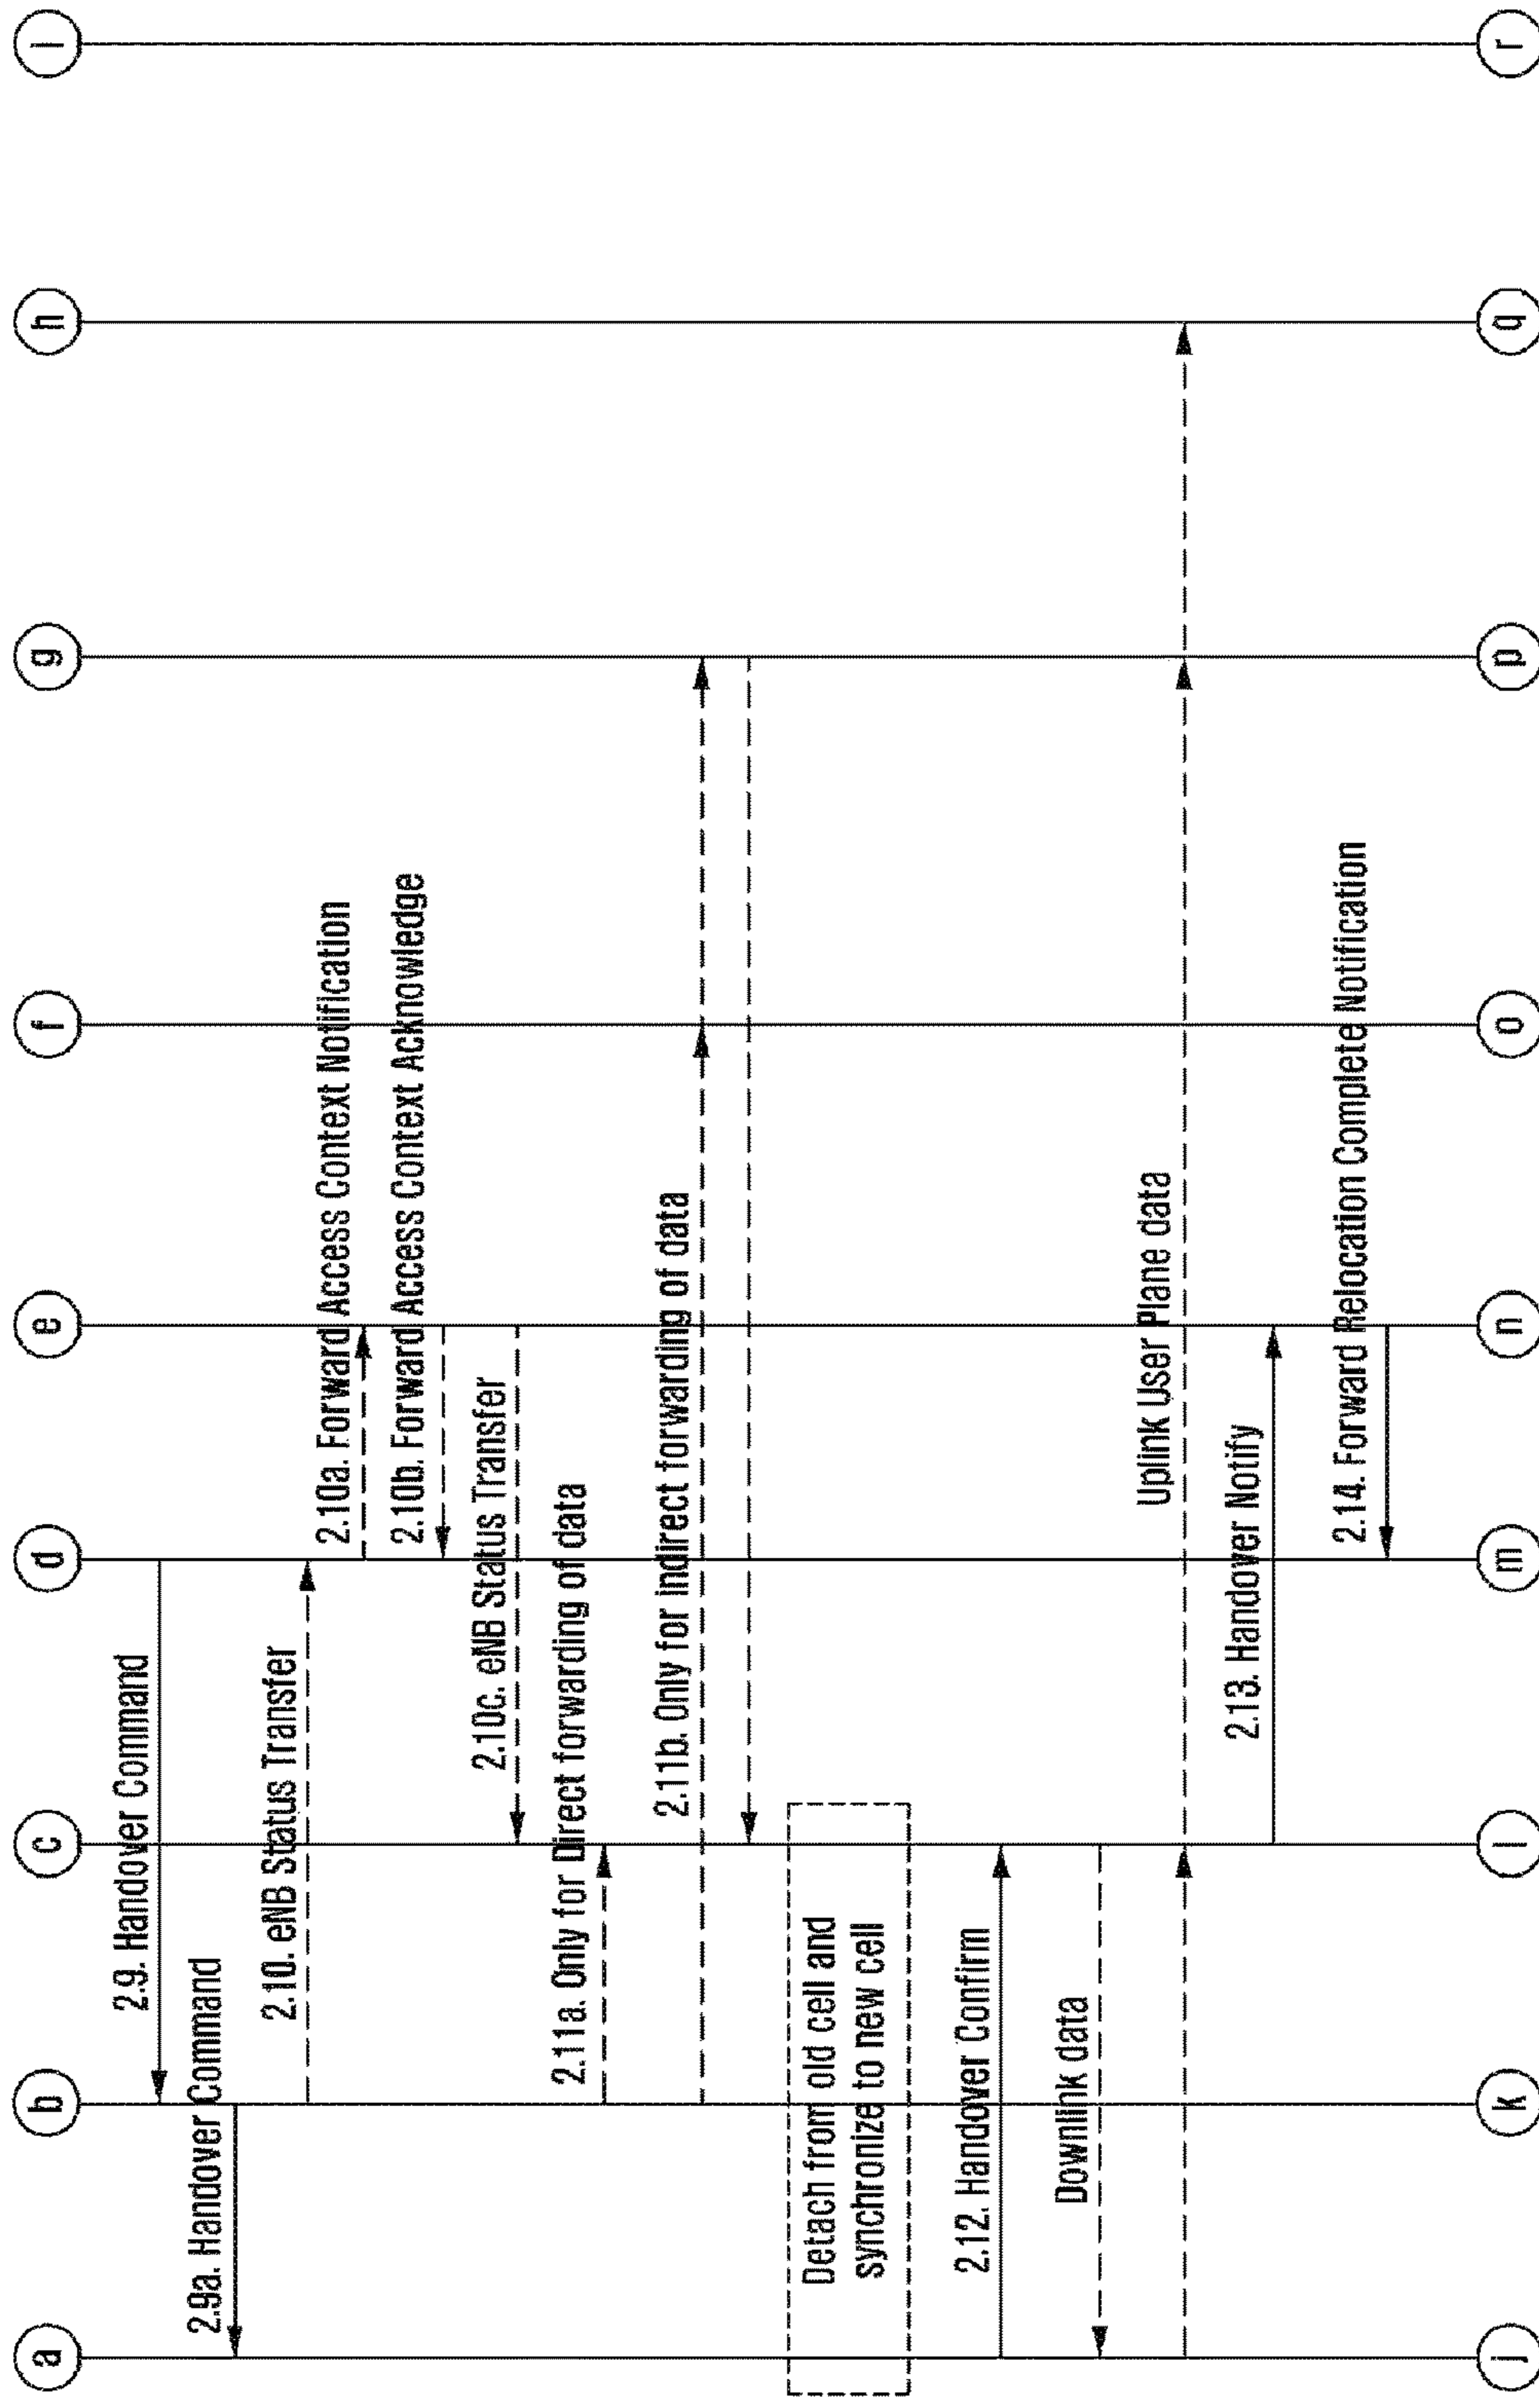 a
b
c
d
e
f
g
h
i
2.9. Handover Command
2.9a. Handover Command
2.10. eNB Status Transfer
2.10a. Forward Access Context Notification
2.10b. Forward Access Context Acknowledge
2.10c. eNB Status Transfer
2.11a. Only for Direct forwarding of data
2.11b. Only for Indirect forwarding of data
Detach from old cell and
synchronize to new cell
2.12. Handover Confirm
Downlink data
Uplink User Plane data
2.13. Handover Notify
2.14. Forward Relocation Complete Notification
j
k
l
m
n
o
p
q
r